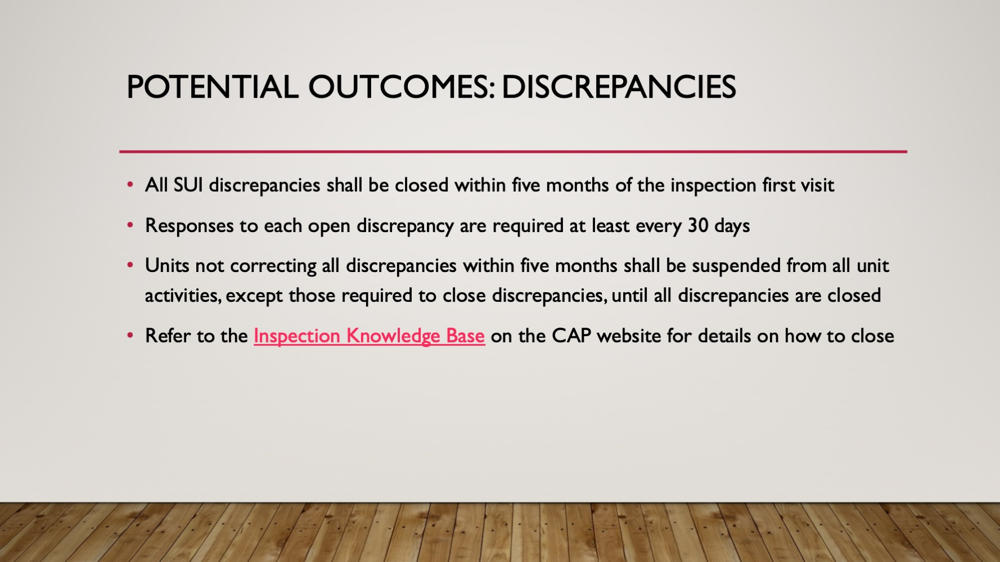 POTENTIAL OUTCOMES: DISCREPANCIES
• All SUI discrepancies shall be closed within five months of the inspection first visit
• Responses to each open discrepancy are required at least every 30 days
• Units not correcting all discrepancies within five months shall be suspended from all unit
activities, except those required to close discrepancies, until all discrepancies are closed
• Refer to the Inspection Knowledge Base on the CAP website for details on how to close